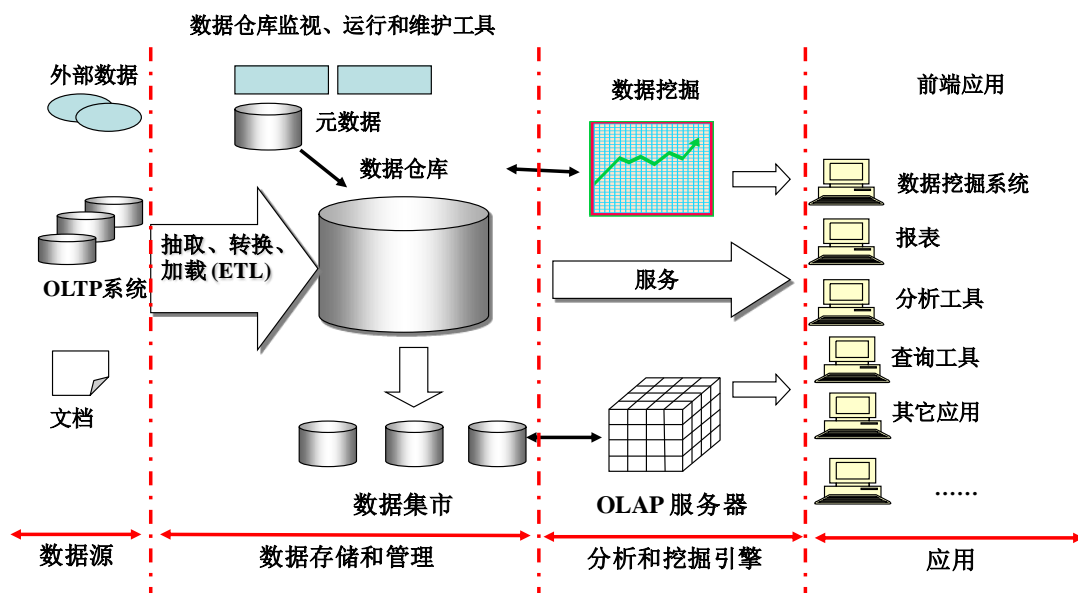 数据仓库监视、运行和维护工具
外部数据
元数据
数据仓库
OLTP系统
抽取、转换、
加载 (ETL)
文档
数据集市
数据挖掘
服务
OLAP 服务器
前端应用
数据挖掘系统
报表
分析工具
查询工具
其它应用
……
数据源
数据存储和管理
分析和挖掘引擎
应用